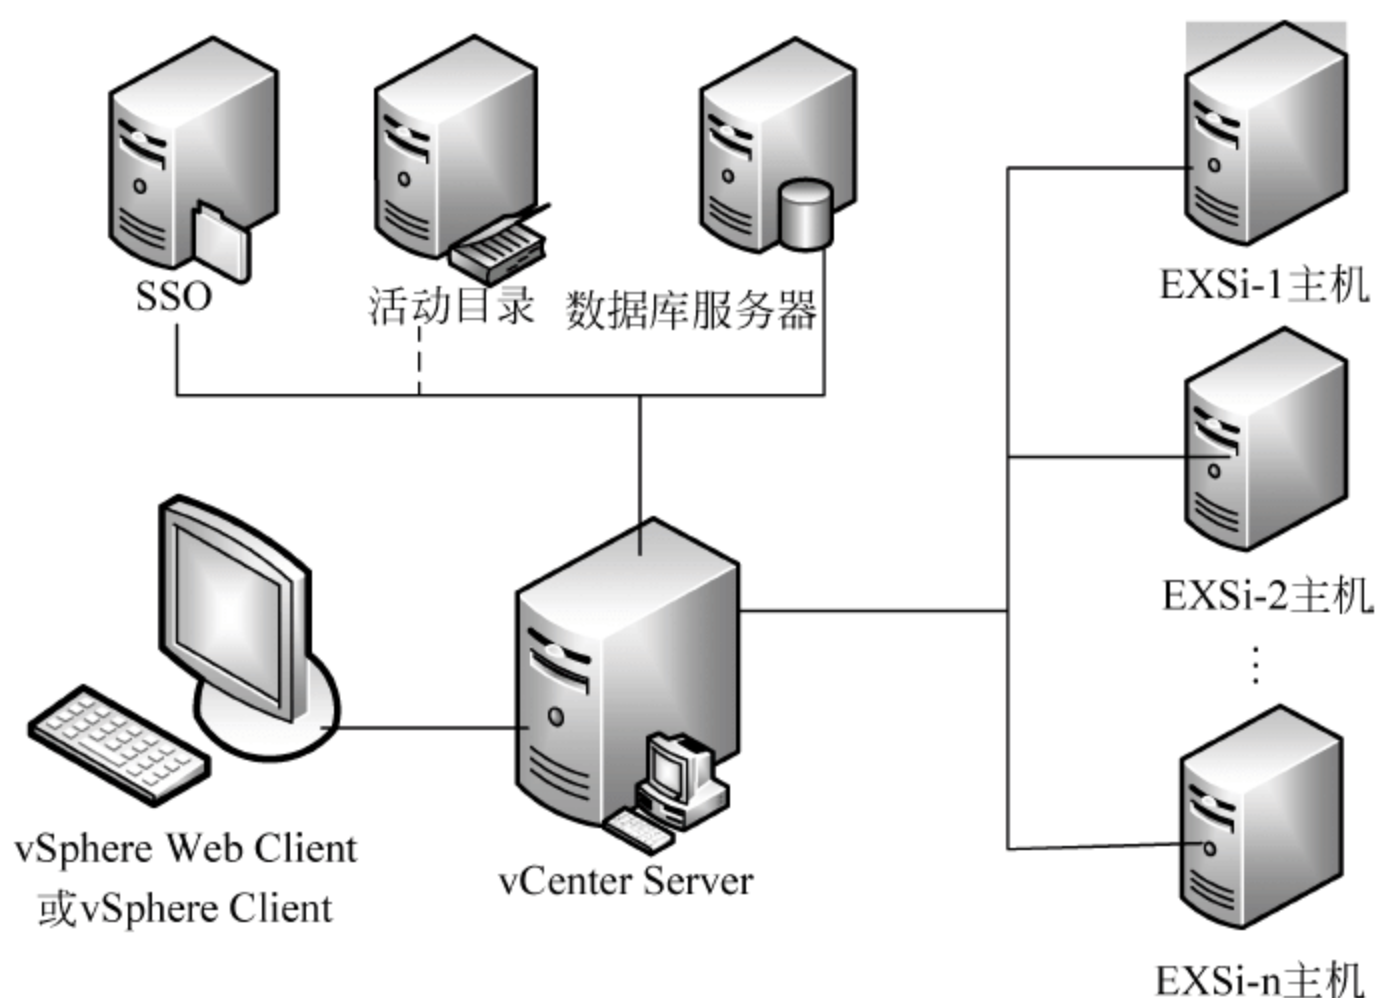 SSO
活动目录
数据库服务器
EXSi-1主机
EXSi-2主机
⋮
vSphere Web Client
或vSphere Client
vCenter Server
EXSi-n主机